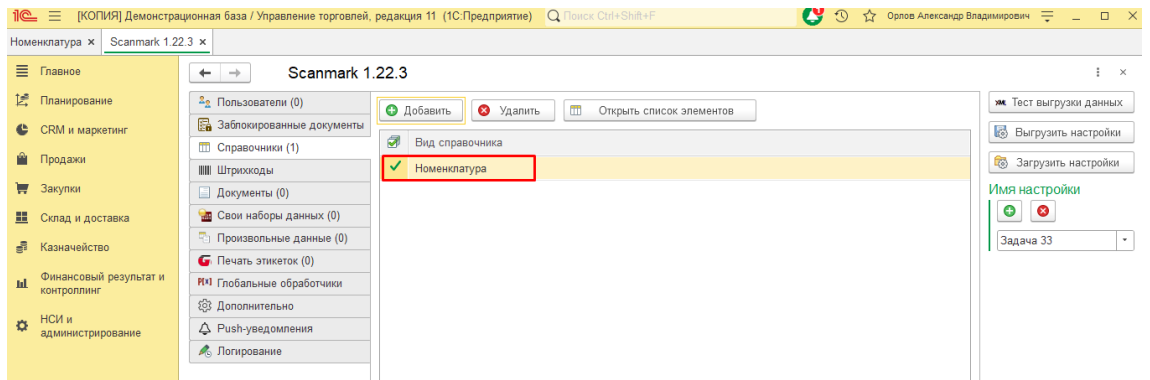 [КОПИЯ] Демонстрационная база / Управление торговлей, редакция 11 (1С:Предприятие)
Поиск Ctrl+Shift+F
Орлов Александр Владимирович
Номенклатура ×
Scanmark 1.22.3 ×
Главное
Планирование
CRM и маркетинг
Продажи
Закупки
Склад и доставка
Казначейство
Финансовый результат и
контроллинг
НСИ и
администрирование
Scanmark 1.22.3
Пользователи (0)
Заблокированные документы
Справочники (1)
Штрихкоды
Документы (0)
Свои наборы данных (0)
Произвольные данные (0)
Печать этикеток (0)
Глобальные обработчики
Дополнительно
Push-уведомления
Логирование
Добавить
Удалить
Открыть список элементов
Вид справочника
Номенклатура
Тест выгрузки данных
Выгрузить настройки
Загрузить настройки
Имя настройки
Задача 33